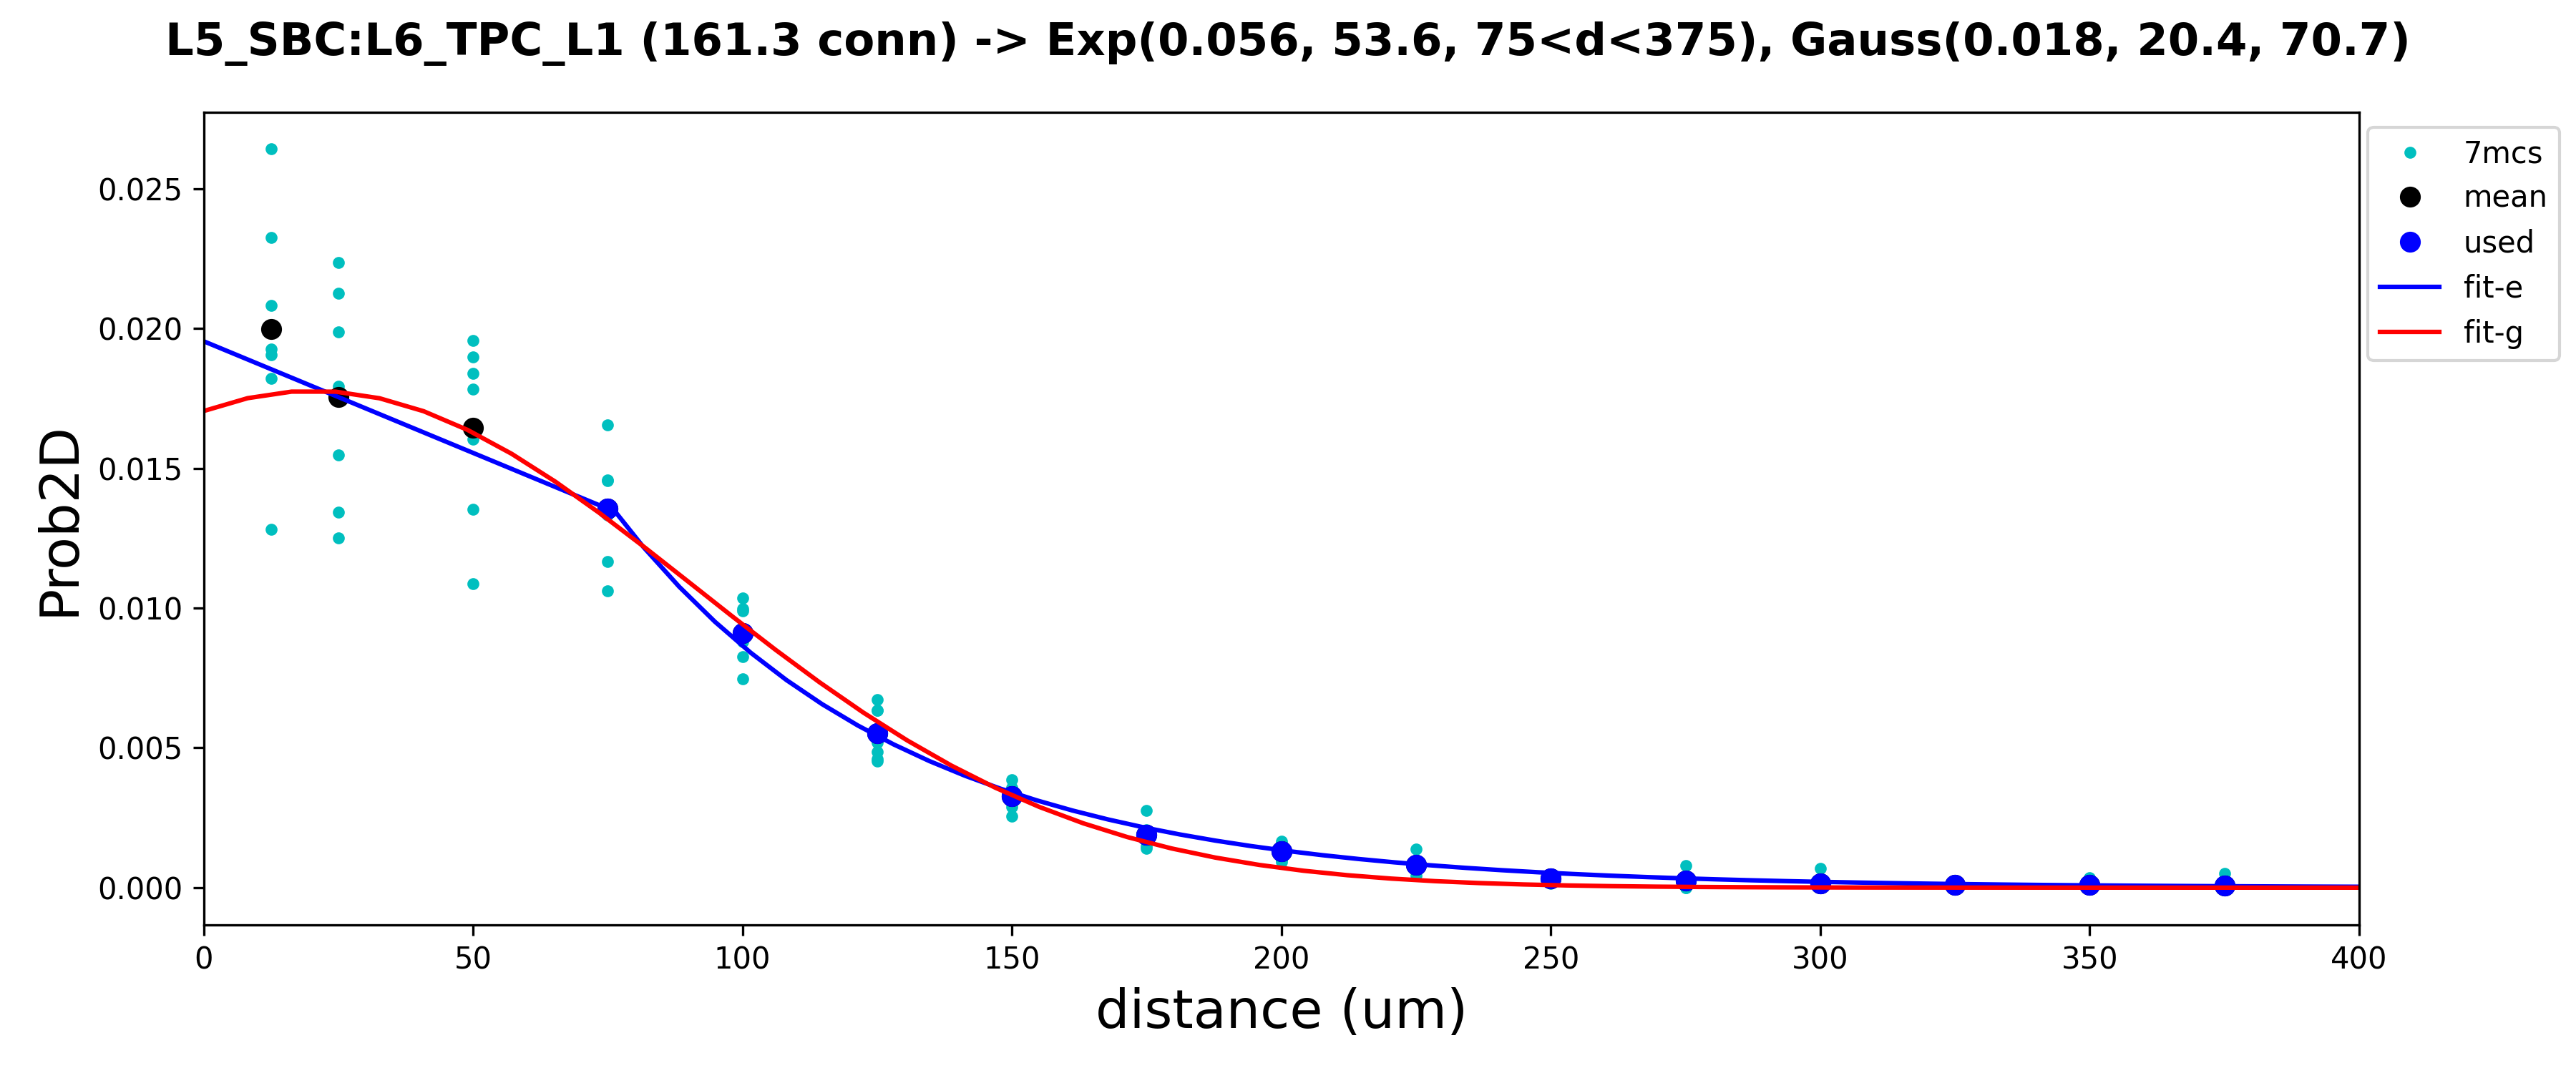 L5_SBC:L6_TPC_L1 (161.3 conn) -> Exp(0.056, 53.6, 75<d<375), Gauss(0.018, 20.4, 70.7)
0.025
0.020
0.015
0.010
0.005
0.000
Prob2D
0 50 100 150 200 250 300 350 400
distance (um)
7mcs
mean
used
fit-e
fit-g